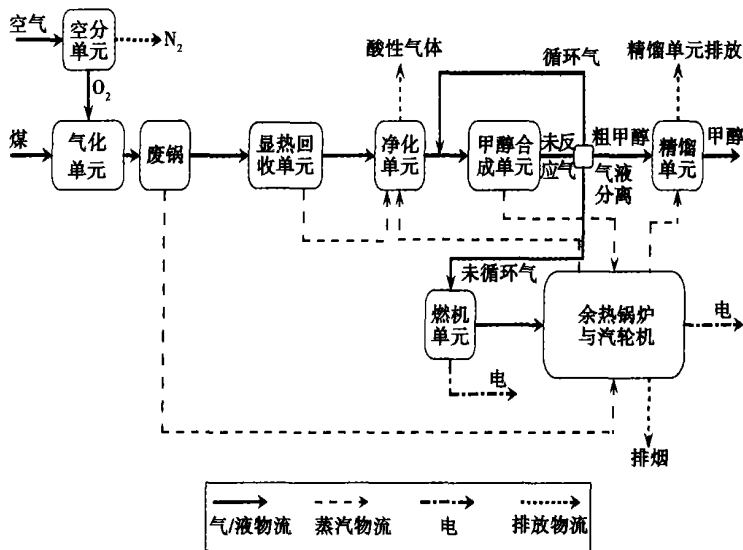 空气
空分
单元
N₂
O₂
酸性气体
循环气
精馏单元排放
煤
气化
单元
废锅
显热回
收单元
净化
单元
甲醇合
成单元
未反
应气
粗甲醇
气液
分离
精馏
单元
甲醇
未循环气
燃机
单元
余热锅炉
与汽轮机
电
电
排烟
气/液物流
蒸汽物流
电
排放物流